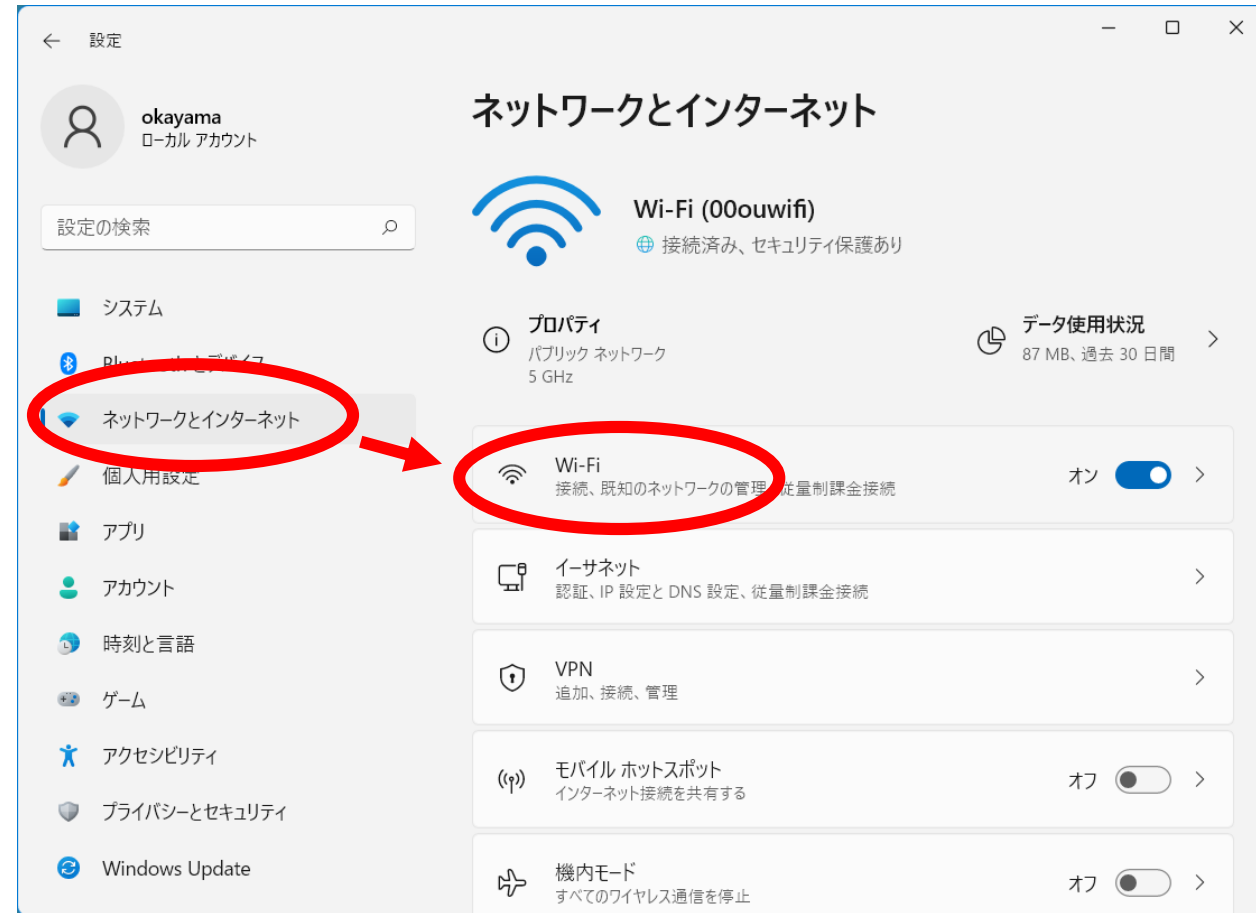 設定
okayama
ローカル アカウント
設定の検索
システム
Bluetooth とデバイス
ネットワークとインターネット
個人用設定
アプリ
アカウント
時刻と言語
ゲーム
アクセシビリティ
プライバシーとセキュリティ
Windows Update
ネットワークとインターネット
Wi-Fi (00ouwifi)
接続済み、セキュリティ保護あり
プロパティ
パブリック ネットワーク
5 GHz
データ使用状況
87 MB、過去 30 日間
Wi-Fi
接続、既知のネットワークの管理、従量制課金接続
オン
イーサネット
認証、IP 設定と DNS 設定、従量制課金接続
VPN
追加、接続、管理
モバイル ホットスポット
インターネット接続を共有する
オフ
機内モード
すべてのワイヤレス通信を停止
オフ